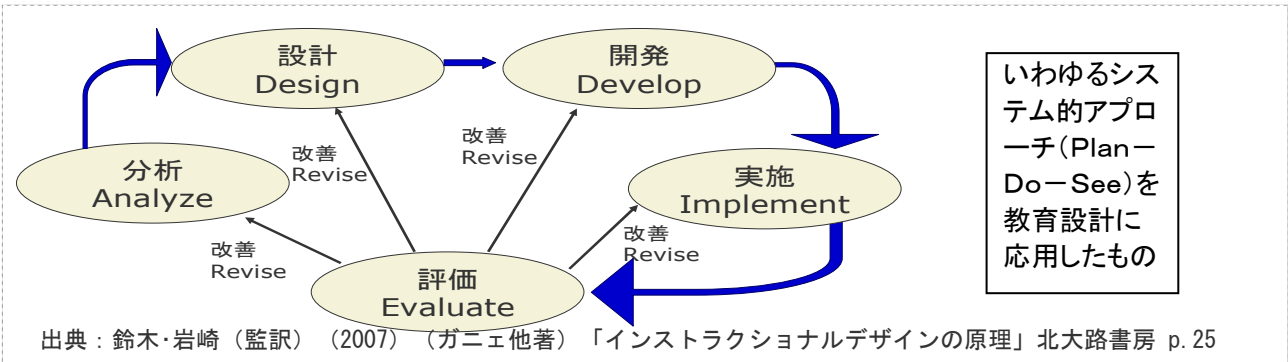 設計
Design
開発
Develop
分析
Analyze
実施
Implement
評価
Evaluate
改善
Revise
改善
Revise
改善
Revise
改善
Revise
いわゆるシス
テム的アプロ
ーチ(Plan－
Do－See)を
教育設計に
応用したもの
出典：鈴木･岩崎（監訳）（2007）（ガニェ他著）「インストラクショナルデザインの原理」北大路書房 p.25